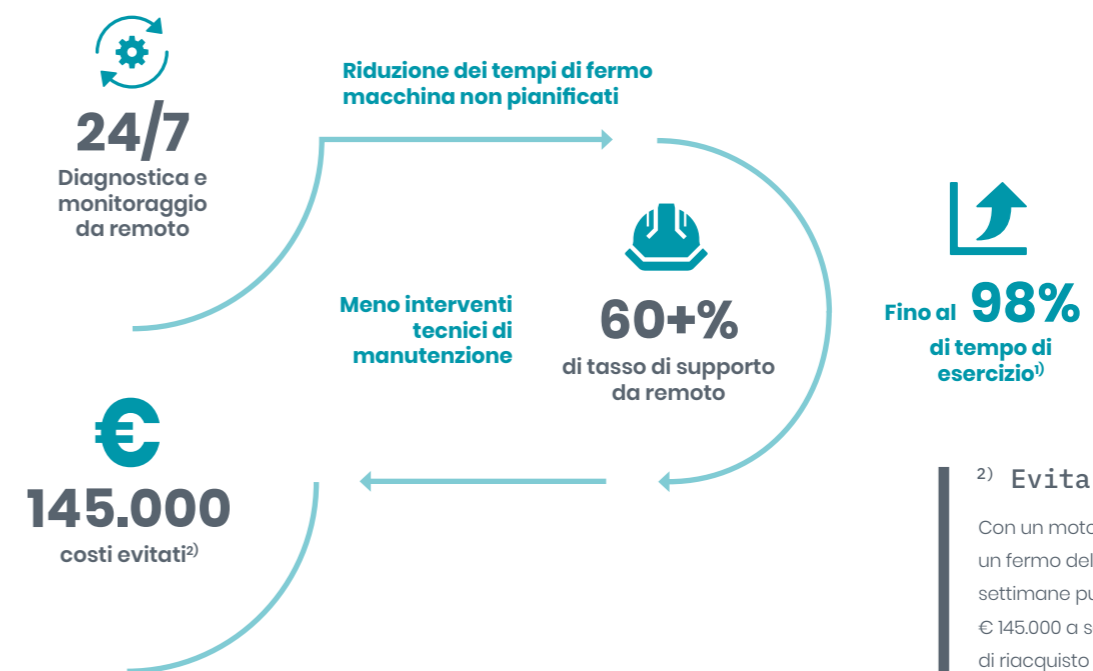 24/7
Diagnostica e
monitoraggio
da remoto
Riduzione dei tempi di fermo
macchina non pianificati
Meno interventi
tecnici di
manutenzione
60+%
di tasso di supporto
da remoto
Fino al 98%
di tempo di
esercizio¹⁾
€
145.000
costi evitati²⁾
²⁾ Evita
Con un moto
un fermo del
settimane pu
€ 145.000 a s
di riacquisto